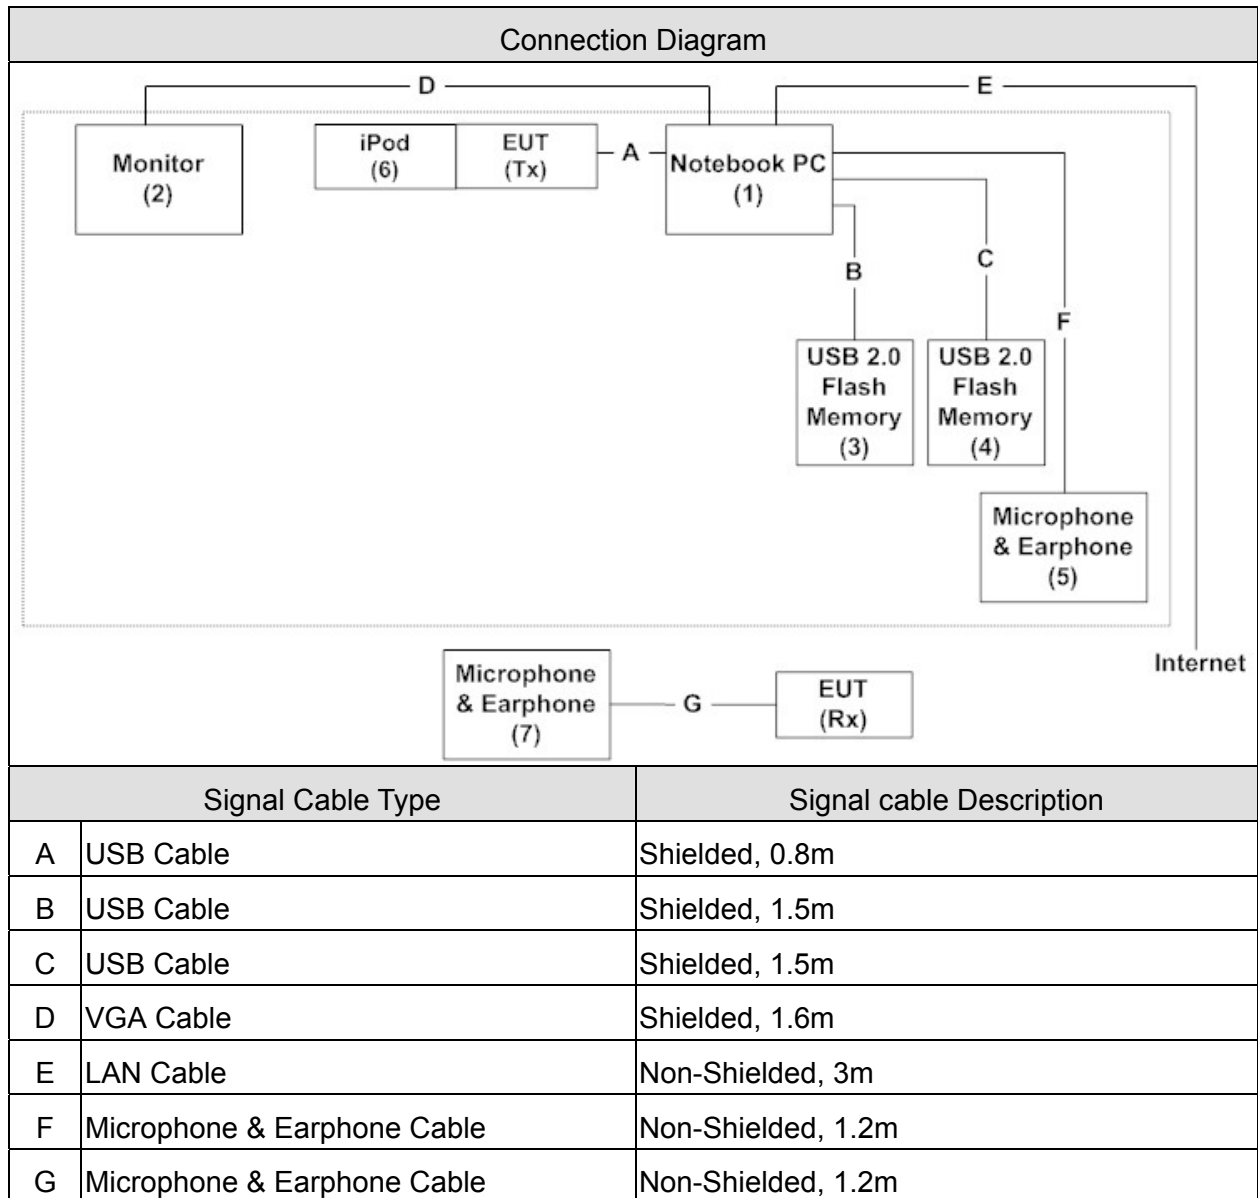 Connection Diagram
D
E
Monitor
(2)
iPod
(6)
EUT
(Tx)
A
Notebook PC
(1)
B
C
F
USB 2.0
Flash
Memory
(3)
USB 2.0
Flash
Memory
(4)
Microphone
& Earphone
(5)
Internet
Microphone
& Earphone
(7)
G
EUT
(Rx)
Signal Cable Type Signal cable Description
A USB Cable Shielded, 0.8m
B USB Cable Shielded, 1.5m
C USB Cable Shielded, 1.5m
D VGA Cable Shielded, 1.6m
E LAN Cable Non-Shielded, 3m
F Microphone & Earphone Cable Non-Shielded, 1.2m
G Microphone & Earphone Cable Non-Shielded, 1.2m